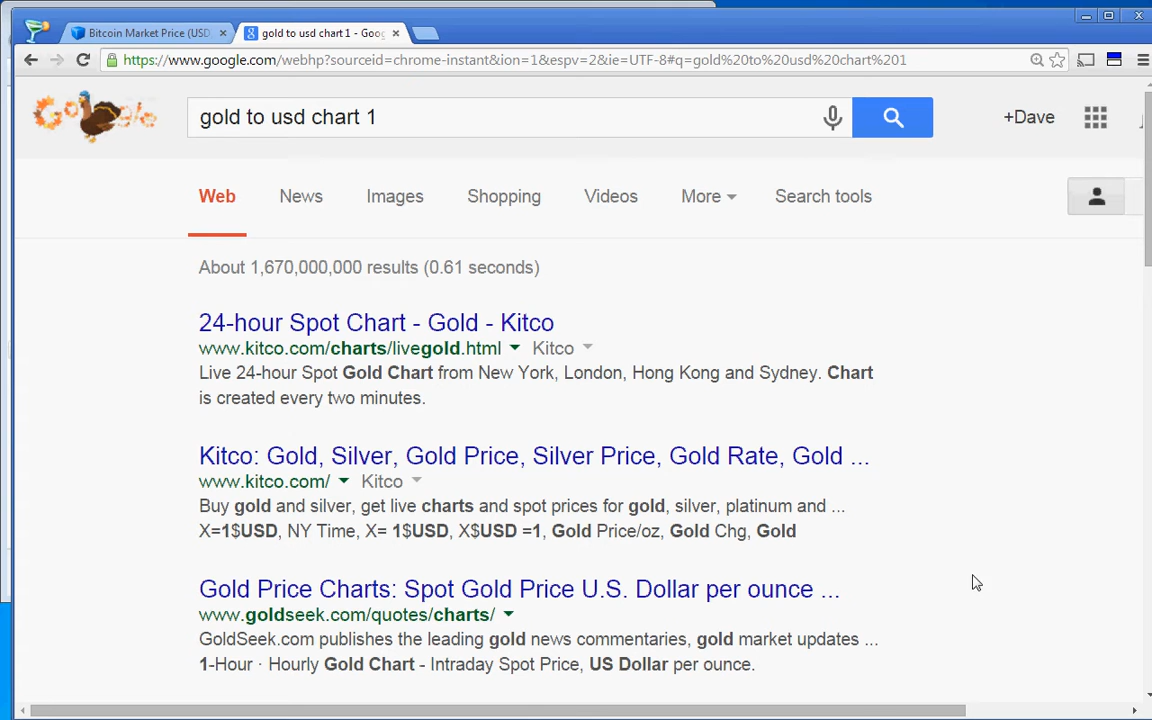 Bitcoin Market Price (USD
gold to usd chart 1 - Goog
https://www.google.com/webhp?sourceid=chrome-instant&ion=1&espv=2&ie=UTF-8#q=gold%20to%20usd%20chart%201
Google
gold to usd chart 1
+Dave
Web News Images Shopping Videos More Search tools
About 1,670,000,000 results (0.61 seconds)
24-hour Spot Chart - Gold - Kitco
www.kitco.com/charts/livegold.html Kitco
Live 24-hour Spot Gold Chart from New York, London, Hong Kong and Sydney. Chart
is created every two minutes.
Kitco: Gold, Silver, Gold Price, Silver Price, Gold Rate, Gold ...
www.kitco.com/ Kitco
Buy gold and silver, get live charts and spot prices for gold, silver, platinum and ...
X=1$USD, NY Time, X= 1$USD, X$USD =1, Gold Price/oz, Gold Chg, Gold
Gold Price Charts: Spot Gold Price U.S. Dollar per ounce ...
www.goldseek.com/quotes/charts/
GoldSeek.com publishes the leading gold news commentaries, gold market updates ...
1-Hour · Hourly Gold Chart - Intraday Spot Price, US Dollar per ounce.